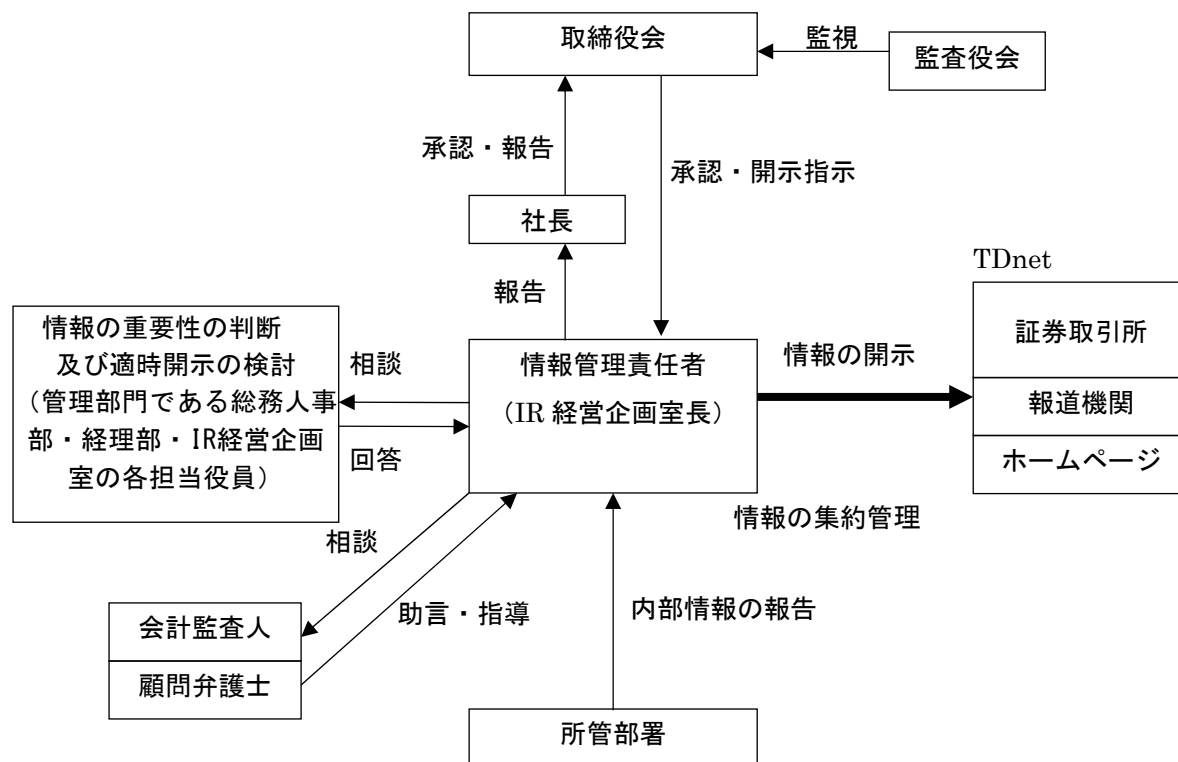 取締役会
監視
監査役会
承認・報告
承認・開示指示
社長
報告
TDnet
証券取引所
報道機関
ホームページ
情報の開示
情報の重要性の判断
及び適時開示の検討
（管理部門である総務人事
部・経理部・IR経営企画
室の各担当役員）
相談
回答
情報管理責任者
（IR 経営企画室長）
情報の集約管理
相談
助言・指導
内部情報の報告
会計監査人
顧問弁護士
所管部署